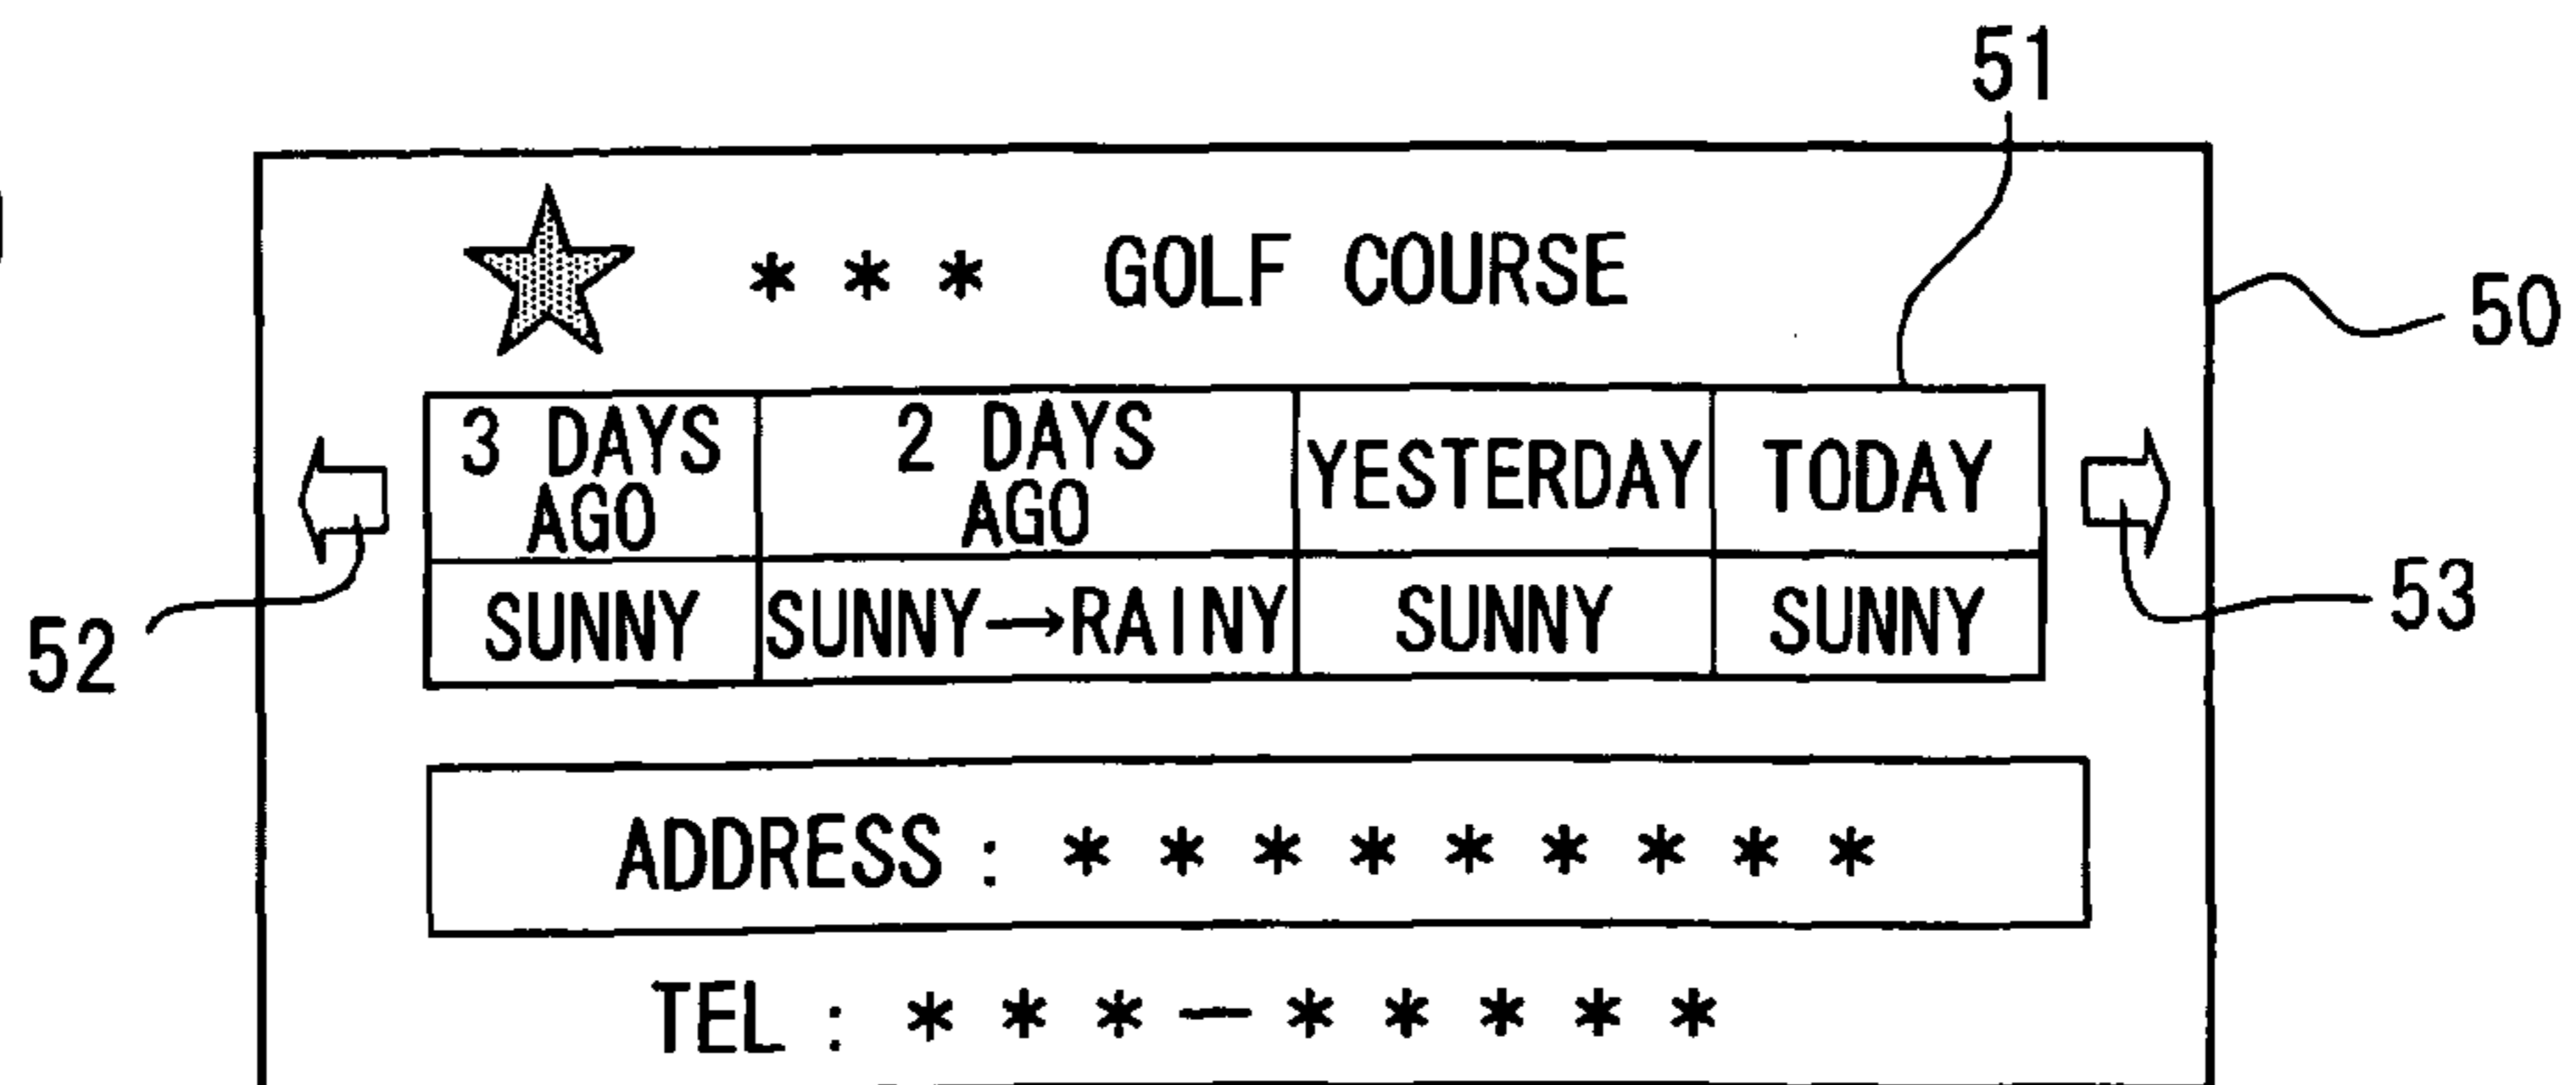 51
* * * GOLF COURSE
50
3 DAYS AGO 2 DAYS AGO YESTERDAY TODAY
SUNNY SUNNY→RAINY SUNNY SUNNY
52
53
ADDRESS : * * * * * * * * *
TEL : * * * — * * * * *